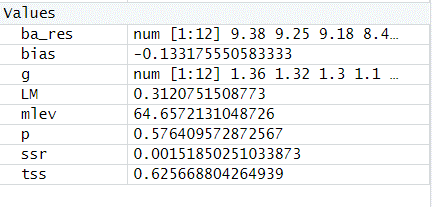 Values
ba_res num [1:12] 9.38 9.25 9.18 8.4…
bias -0.133175550583333
g num [1:12] 1.36 1.32 1.3 1.1 …
LM 0.3120751508773
mlev 64.6572131048726
p 0.576409572872567
ssr 0.00151850251033873
tss 0.625668804264939